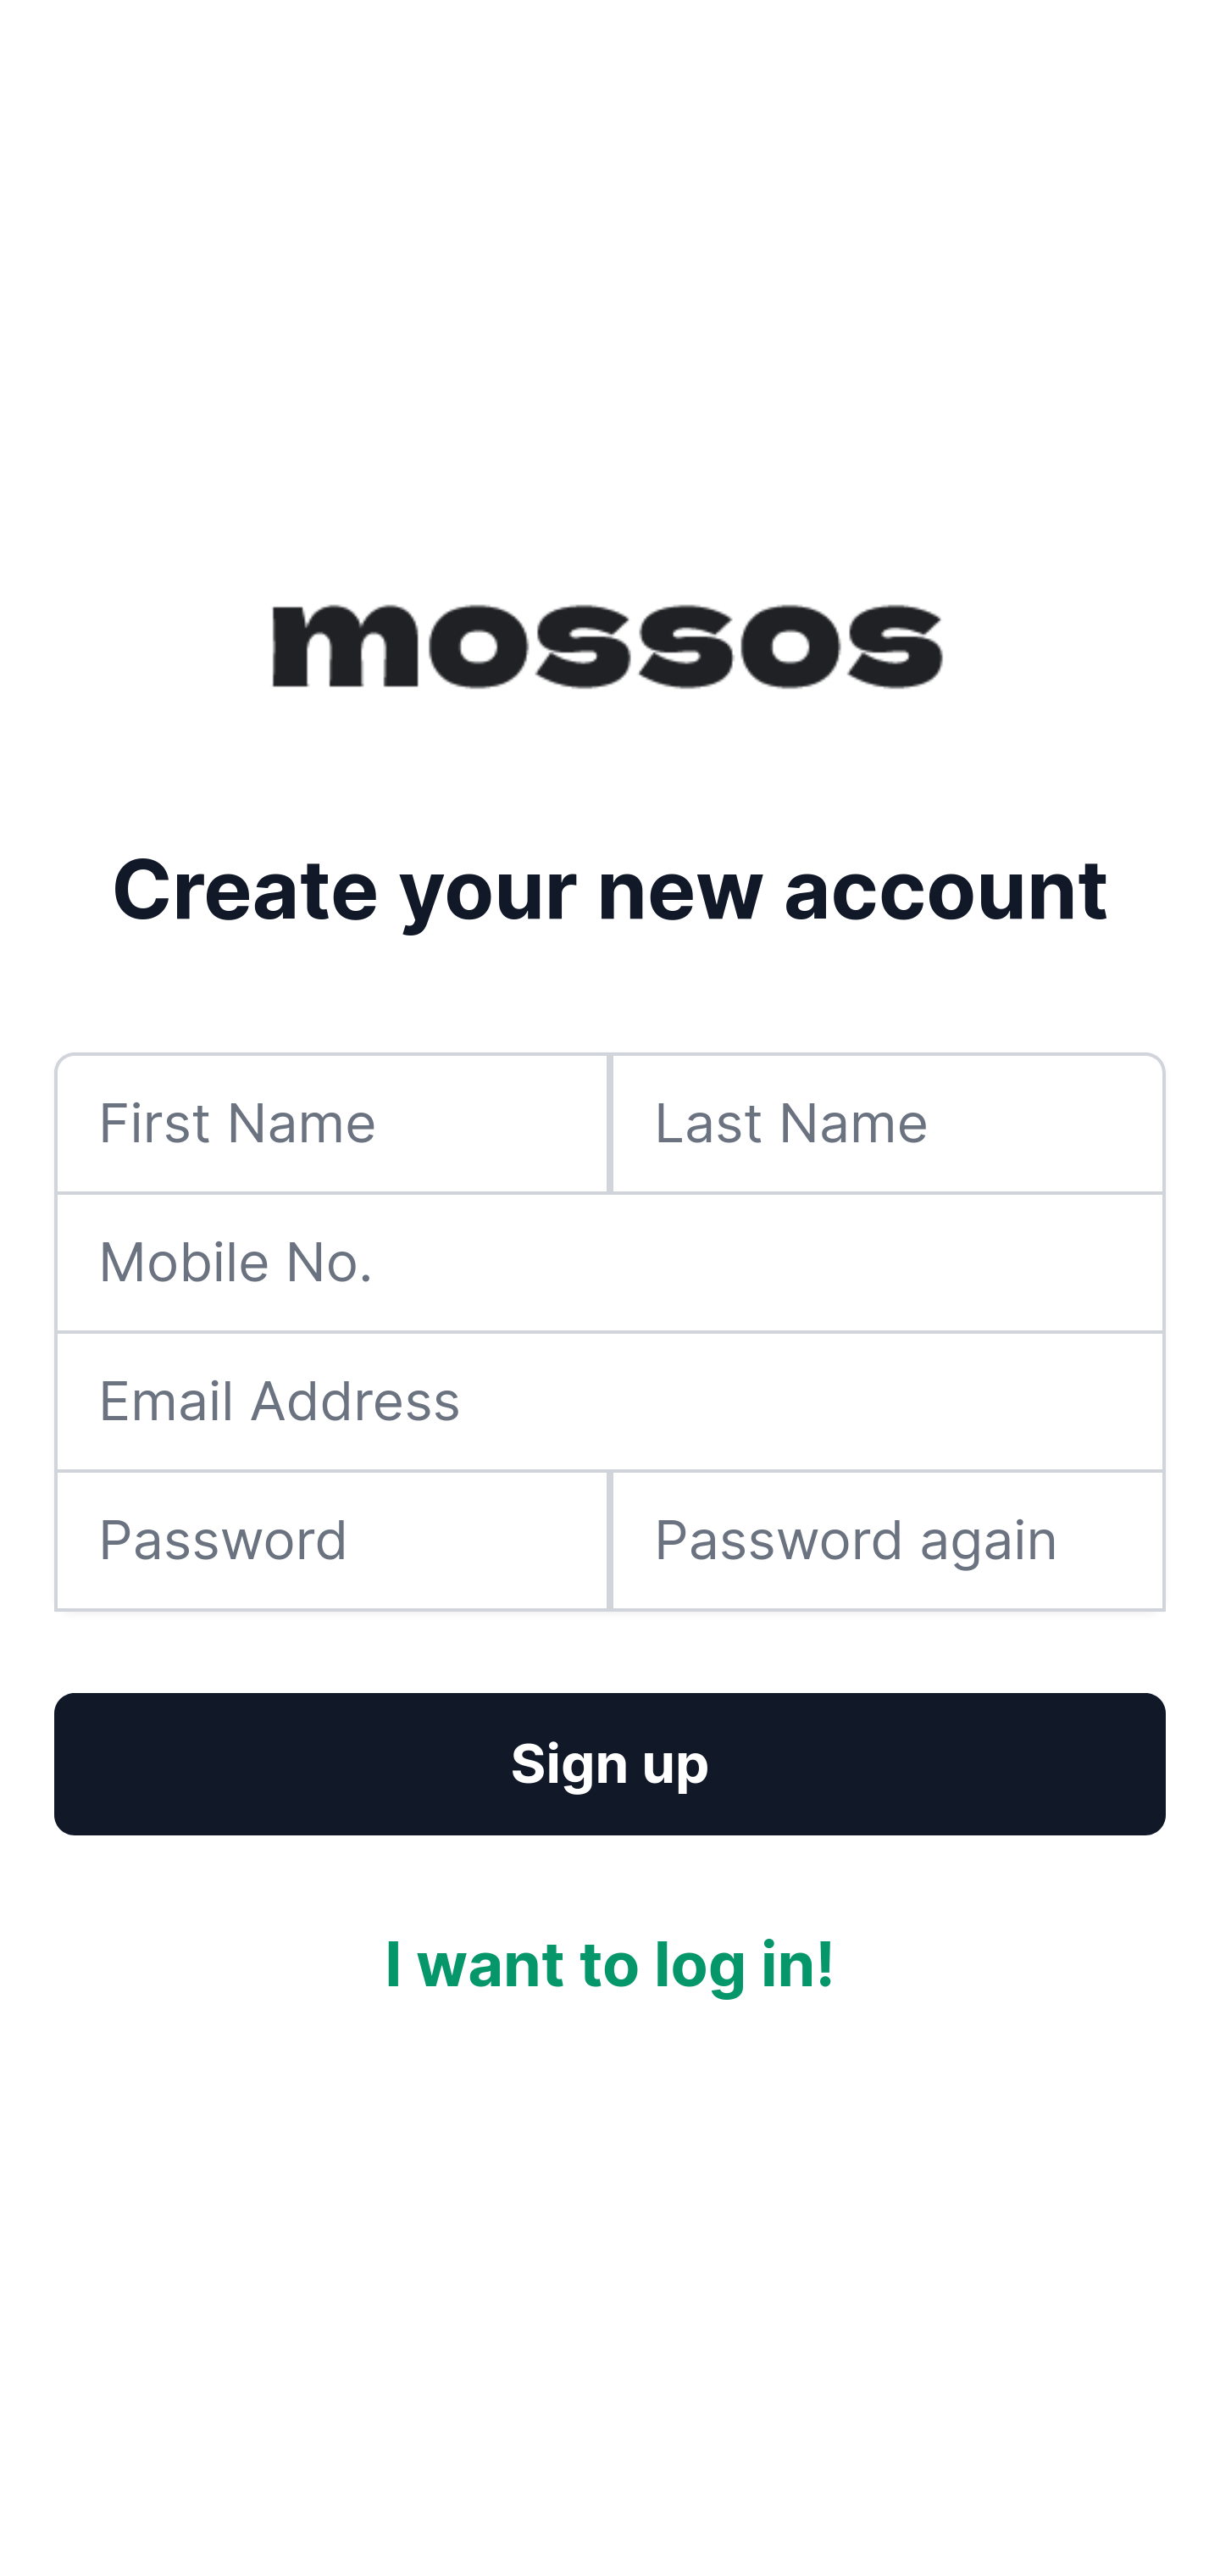 mossos
Create your new account
First Name Last Name
Mobile No.
Email Address
Password Password again
Sign up
I want to log in!